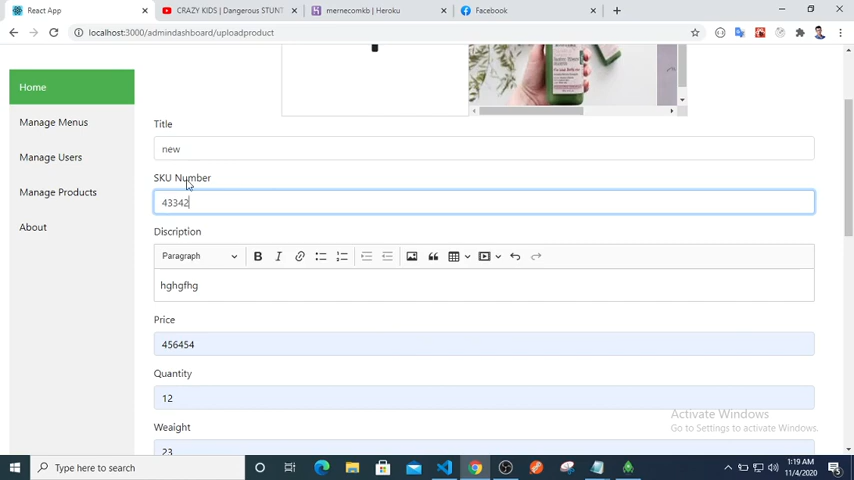 React App
CRAZY KIDS | Dangerous STUNT
mernecomkb | Heroku
Facebook
localhost:3000/admindashboard/uploadproduct
Home
Manage Menus
Manage Users
Manage Products
About
Title
new
SKU Number
43342
Discription
Paragraph
hghgfhg
Price
456454
Quantity
12
Weaight
23
Activate Windows
Go to Settings to activate Windows.
Type here to search
1:19 AM
11/4/2020